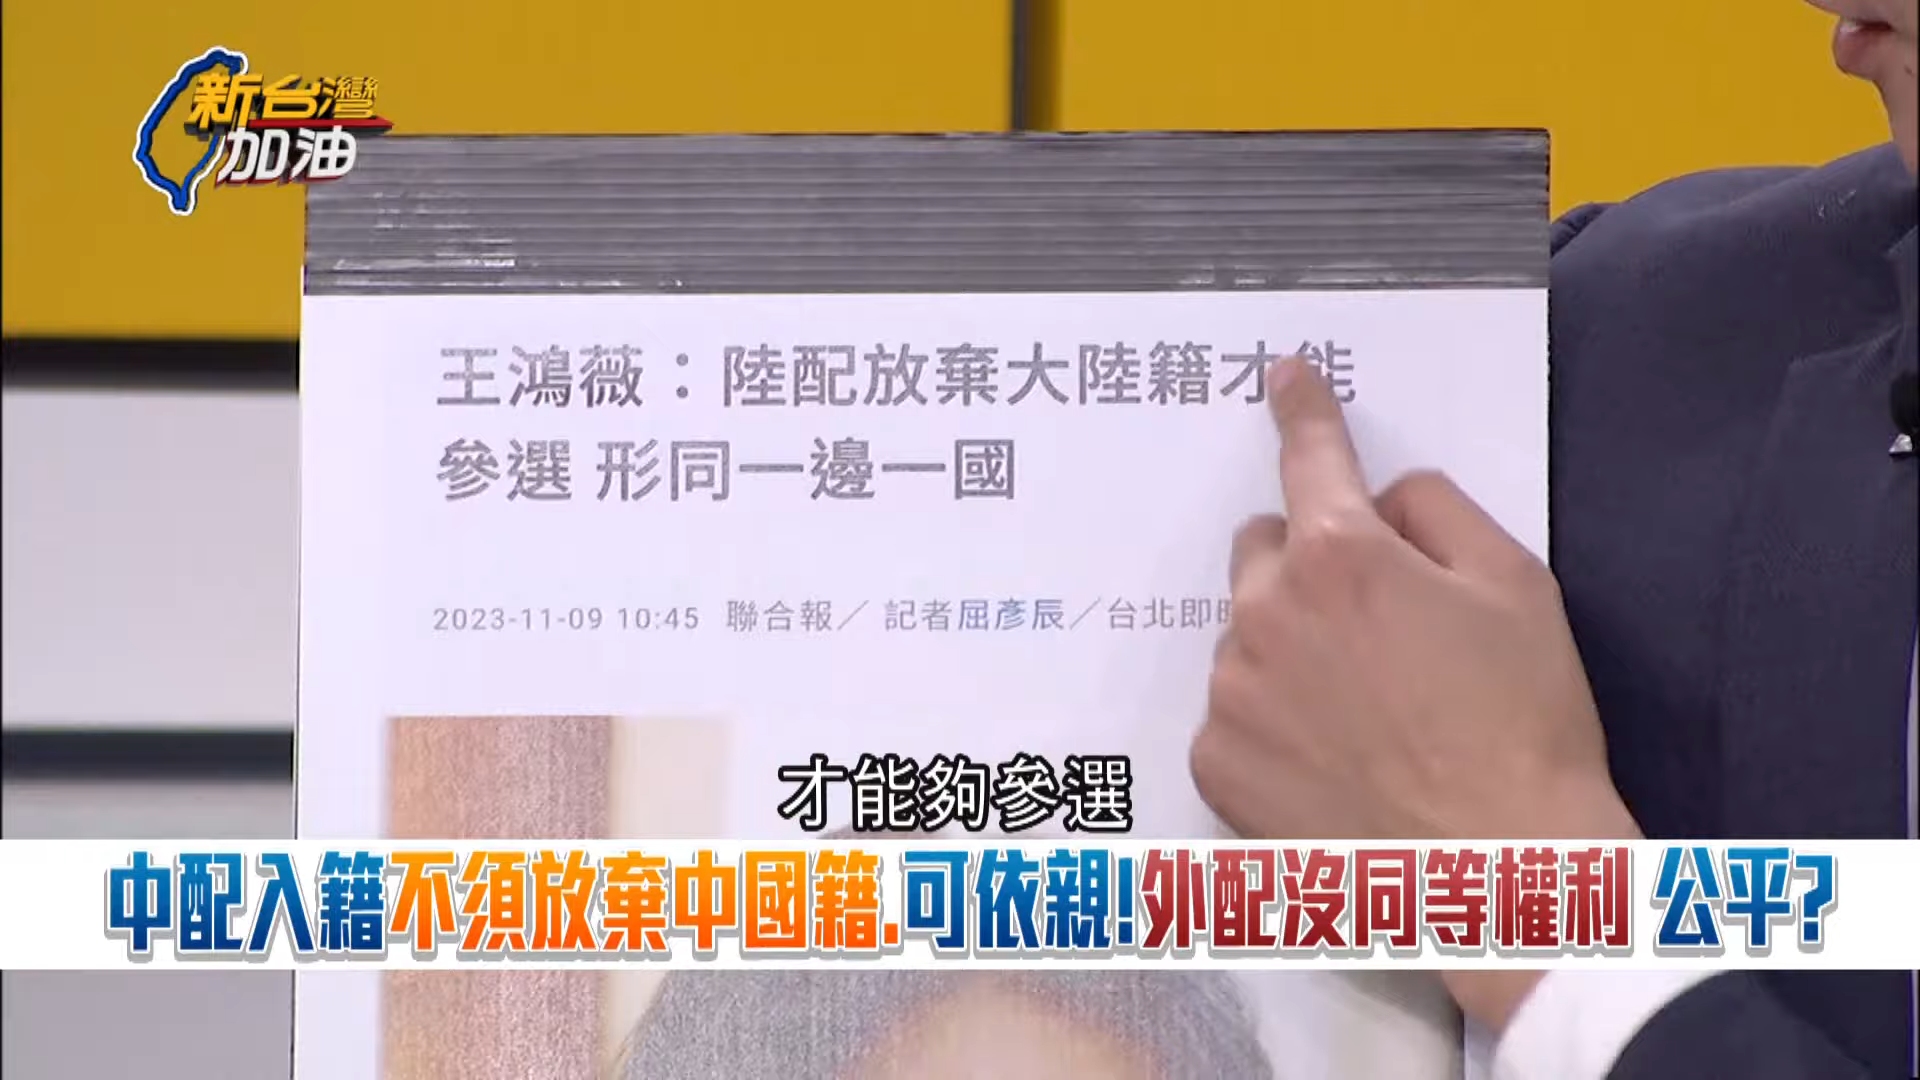 新台灣
加油
王鴻薇：陸配放棄大陸籍才能
參選 形同一邊一國
2023-11-09 10:45 聯合報／記者屈彥辰／台北即時
才能夠參選
中配入籍不須放棄中國籍.可依親!外配沒同等權利 公平?